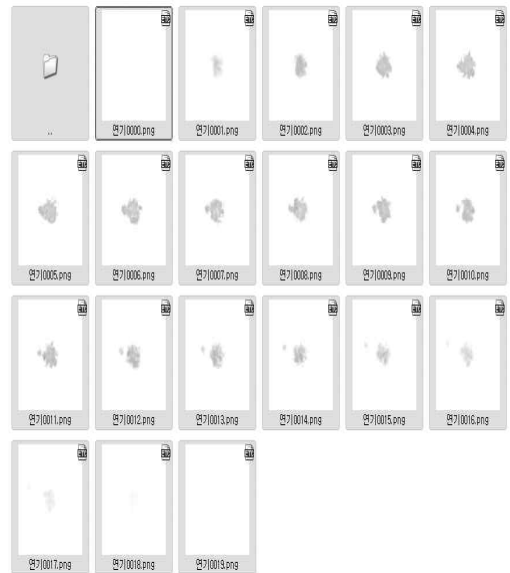 .. 연기0000.png 연기0001.png 연기0002.png 연기0003.png 연기0004.png
연기0005.png 연기0006.png 연기0007.png 연기0008.png 연기0009.png 연기0010.png
연기0011.png 연기0012.png 연기0013.png 연기0014.png 연기0015.png 연기0016.png
연기0017.png 연기0018.png 연기0019.png